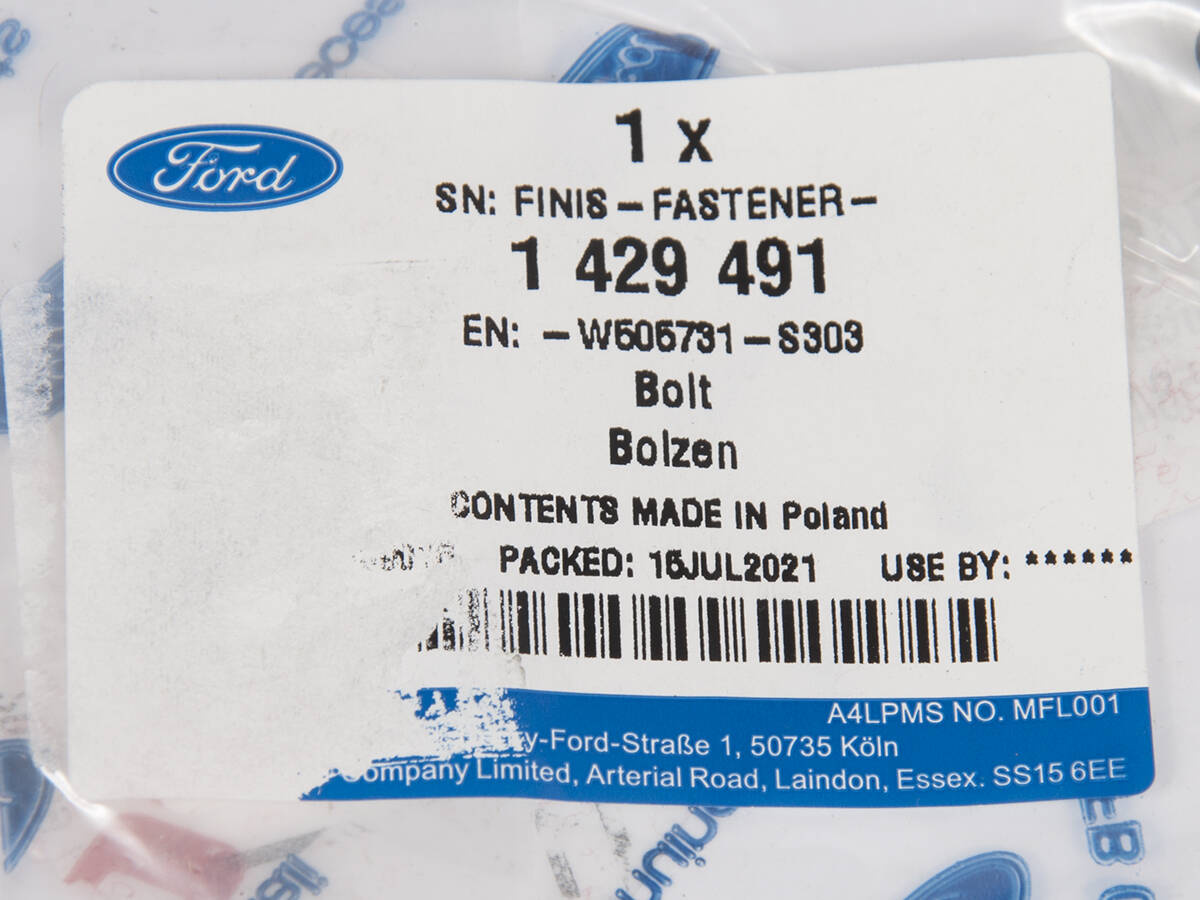 Ford
1 x
SN: FINIS-FASTENER-
1 429 491
EN: -W505731-S303
Bolt
Bolzen
CONTENTS MADE IN Poland
PACKED: 15JUL2021 USE BY: ******
A4LPMS NO. MFL001
y-Ford-Straße 1, 50735 Köln
Company Limited, Arterial Road, Laindon, Essex. SS15 6EE